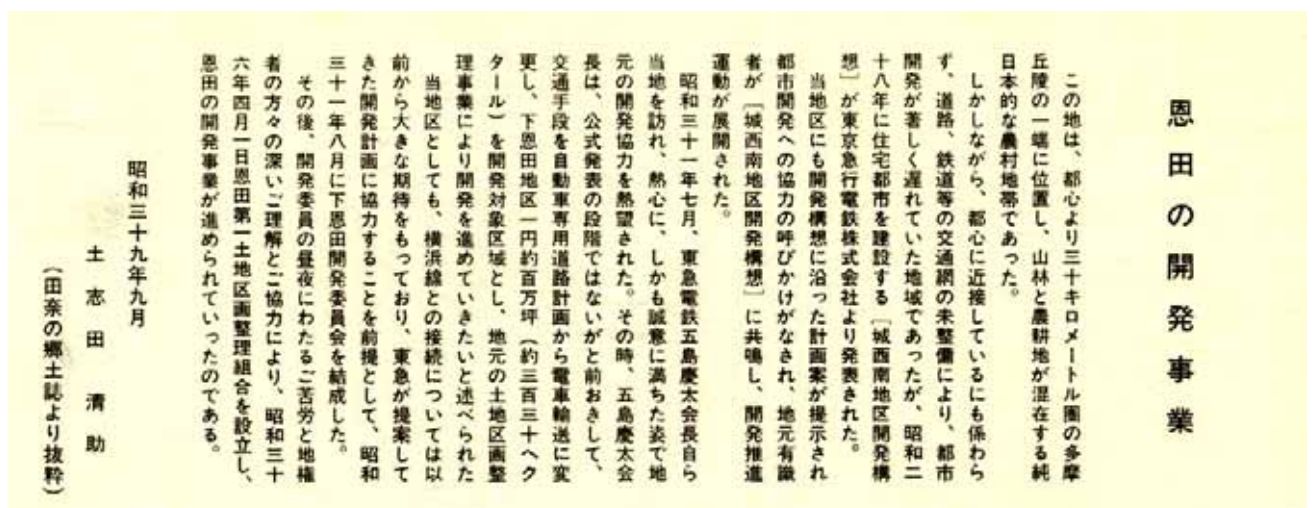 恩田の開発事業
この地は、都心より三十キロメートル圏の多摩
丘陵の一端に位置し、山林と農耕地が混在する純
日本的な農村地帯であった。
しかしながら、都心に近接しているにも係わら
ず、道路、鉄道等の交通網の未整備により、都市
開発が著しく遅れていた地域であったが、昭和二
十八年に住宅都市を建設する［城西南地区開発構
想］が東京急行電鉄株式会社より発表された。
当地区にも開発構想に沿った計画案が提示され
都市開発への協力の呼びかけがなされ、地元有識
者が［城西南地区開発構想］に共鳴し、開発推進
運動が展開された。
昭和三十一年七月、東急電鉄五島慶太会長自ら
当地を訪れ、熱心に、しかも誠意に満ちた姿で地
元の開発協力を熱望された。その時、五島慶太会
長は、公式発表の段階ではないがと前おきして、
交通手段を自動車専用道路計画から電車輸送に変
更し、下恩田地区一円約百万坪（約三百三十ヘク
タール）を開発対象区域とし、地元の土地区画整
理事業により開発を進めていきたいと述べられた
当地区としても、横浜線との接続については以
前から大きな期待をもっており、東急が提案して
きた開発計画に協力することを前提として、昭和
三十一年八月に下恩田開発委員会を結成した。
その後、開発委員の昼夜にわたるご苦労と地権
者の方々の深いご理解とご協力により、昭和三十
六年四月一日恩田第一土地区画整理組合を設立し、
恩田の開発事業が進められていったのである。
昭和三十九年九月
土志田 清助
（田奈の郷土誌より抜粋）